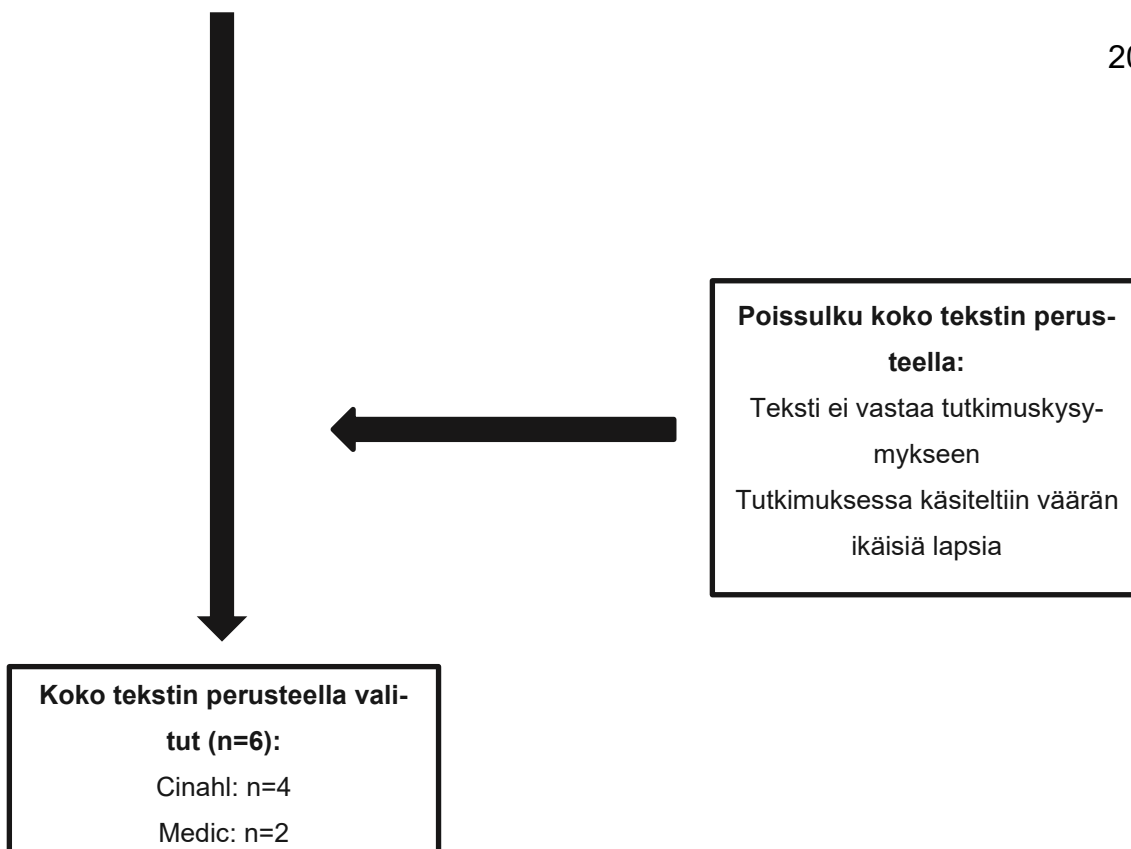 20
Poissulku koko tekstin perus-
teella:
Teksti ei vastaa tutkimuskysy-
mykseen
Tutkimuksessa käsiteltiin väärän
ikäisiä lapsia
Koko tekstin perusteella vali-
tut (n=6):
Cinahl: n=4
Medic: n=2